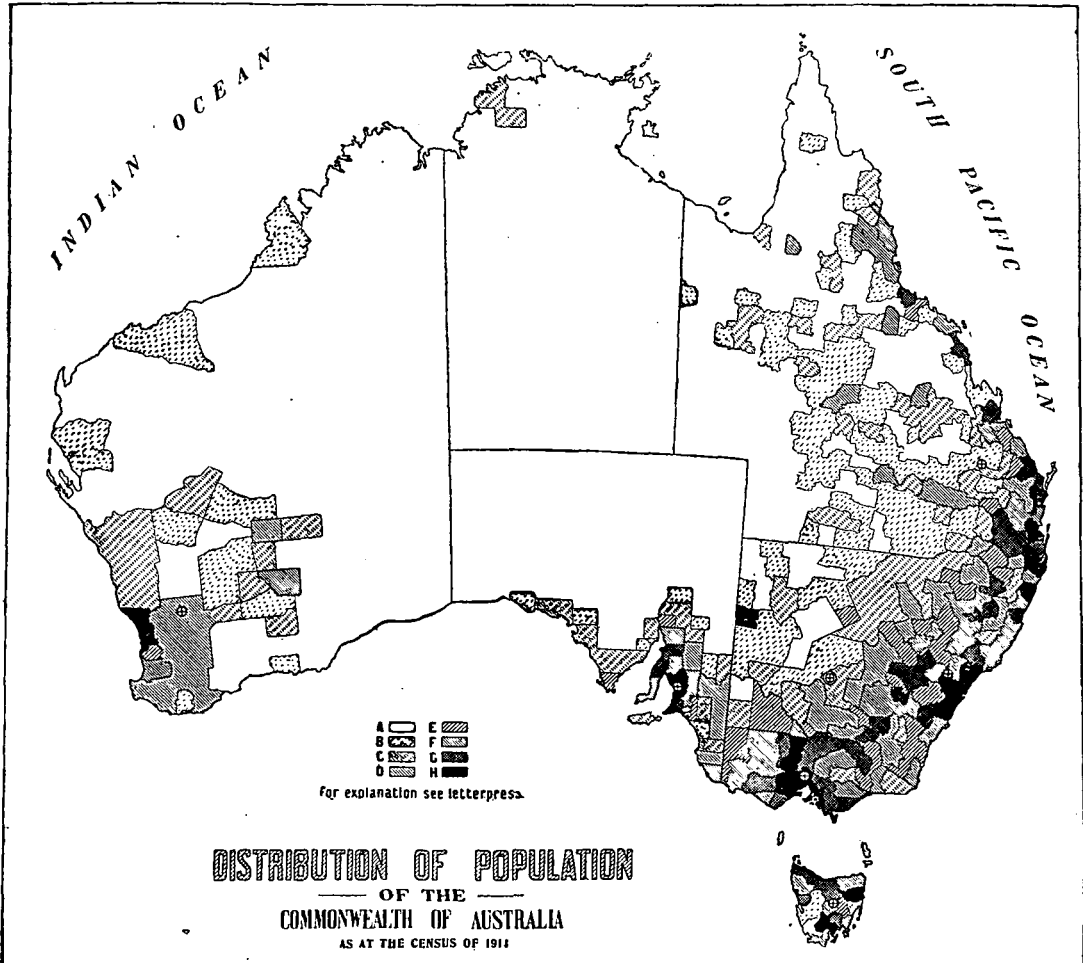 INDIAN OCEAN
SOUTH PACIFIC OCEAN
A E
B F
C G
D H
For explanation see letterpress.
DISTRIBUTION OF POPULATION
OF THE
COMMONWEALTH OF AUSTRALIA
AS AT THE CENSUS OF 1911